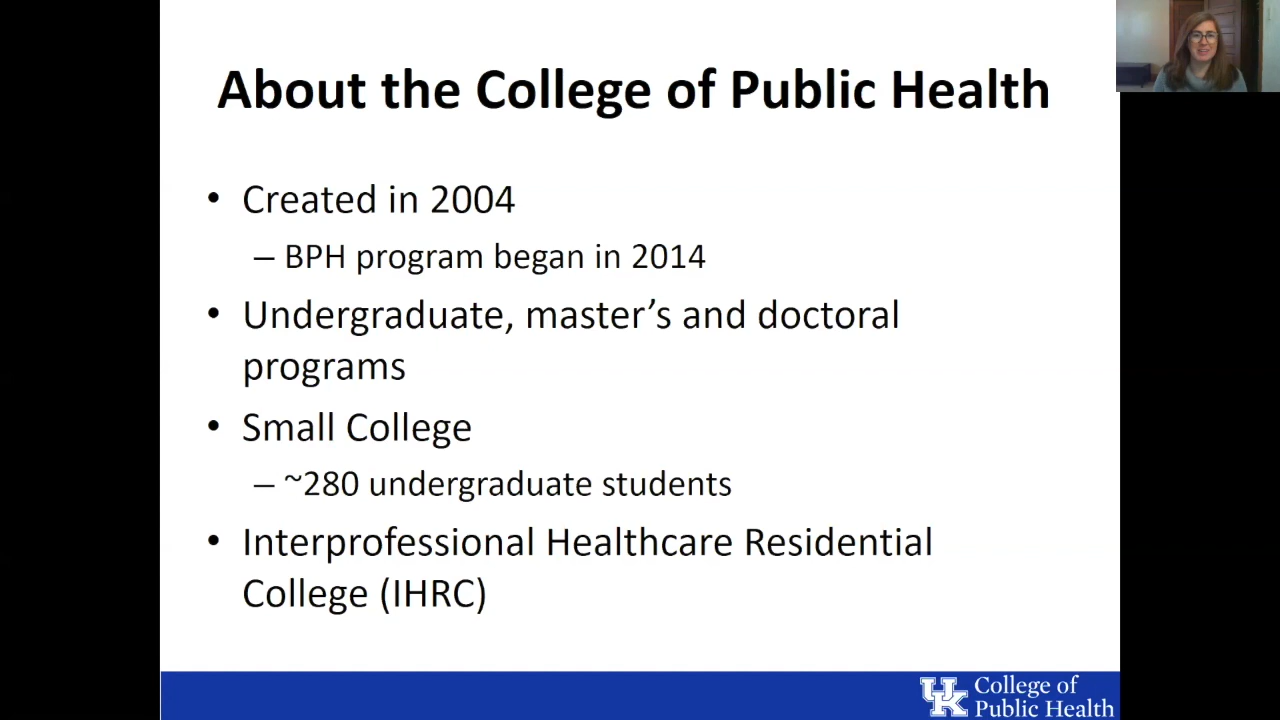 About the College of Public Health
• Created in 2004
– BPH program began in 2014
• Undergraduate, master’s and doctoral
programs
• Small College
– ~280 undergraduate students
• Interprofessional Healthcare Residential
College (IHRC)
UK College of
Public Health